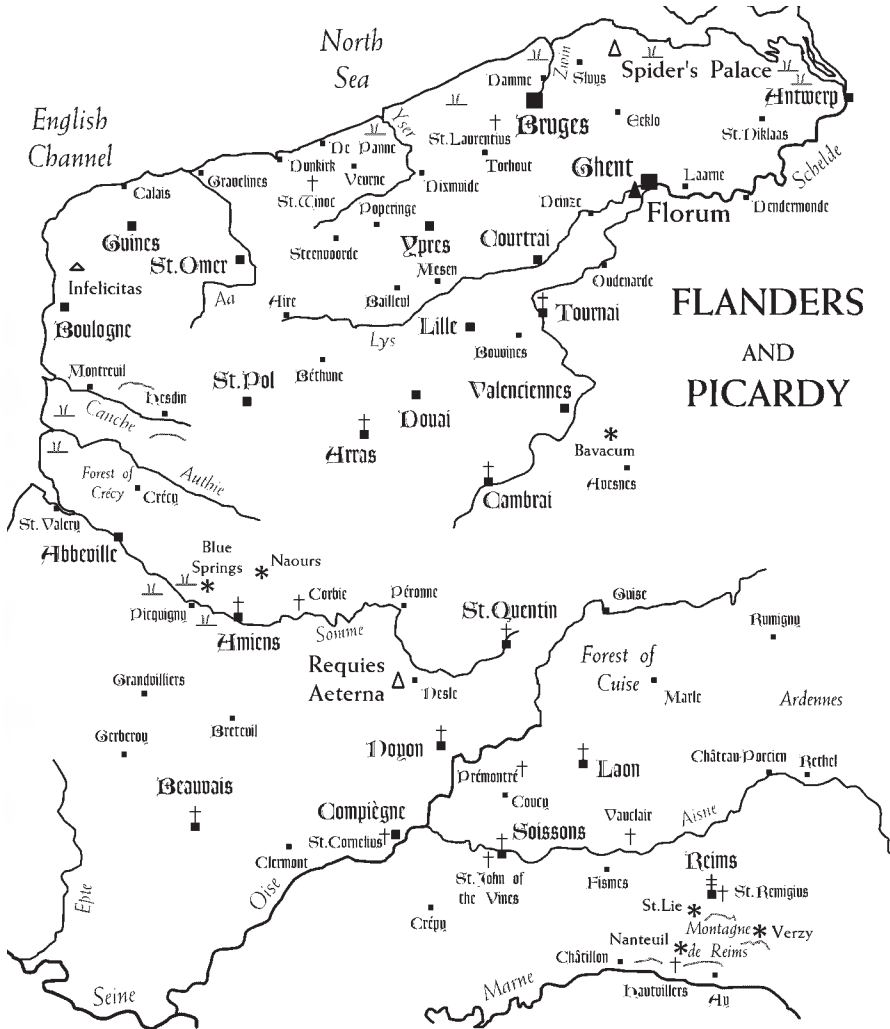 North
Sea
English
Channel
Damme
Zwin
Sluys
Spider's Palace
Antwerp
Bruges
Ecklo
St.Laurentius
St.Niklaas
De Panne
Yser
Torhout
Dunkirk
Veurne
Gravelines
St.Winoc
Dixmuide
Ghent
Laarne
Schelde
Calais
Poperinge
Deinze
Florum
Dendermonde
Guines
Steenvoorde
Ypres
Courtrai
St.Omer
Mesen
Oudenarde
Infelicitas
Aa
Aire
Bailleul
FLANDERS
AND
PICARDY
Boulogne
Lys
Lille
Tournai
Bouvines
Montreuil
Béthune
St.Pol
Hesdin
Canche
Douai
Valenciennes
Arras
Bavacum
Avesnes
Forest of
Crécy
Crécy
Authie
Cambrai
St.Valery
Abbeville
Blue
Springs
Naours
Picquigny
Corbie
Péronne
Amiens
Somme
St.Quentin
Guise
Rumigny
Requies
Aeterna
Nesle
Forest of
Cuise
Marle
Ardennes
Grandvilliers
Breteuil
Gerberoy
Noyon
Prémontré
Laon
Château-Porcien
Rethel
Beauvais
Coucy
Compiègne
St.Cornelius
Soissons
Vauclair
Aisne
Clermont
St.John of
the Vines
Fismes
Reims
St.Remigius
Epte
Oise
Crépy
St.Lie
Montagne
de Reims
Verzy
Nanteuil
Châtillon
Seine
Marne
Hautvillers
Ay